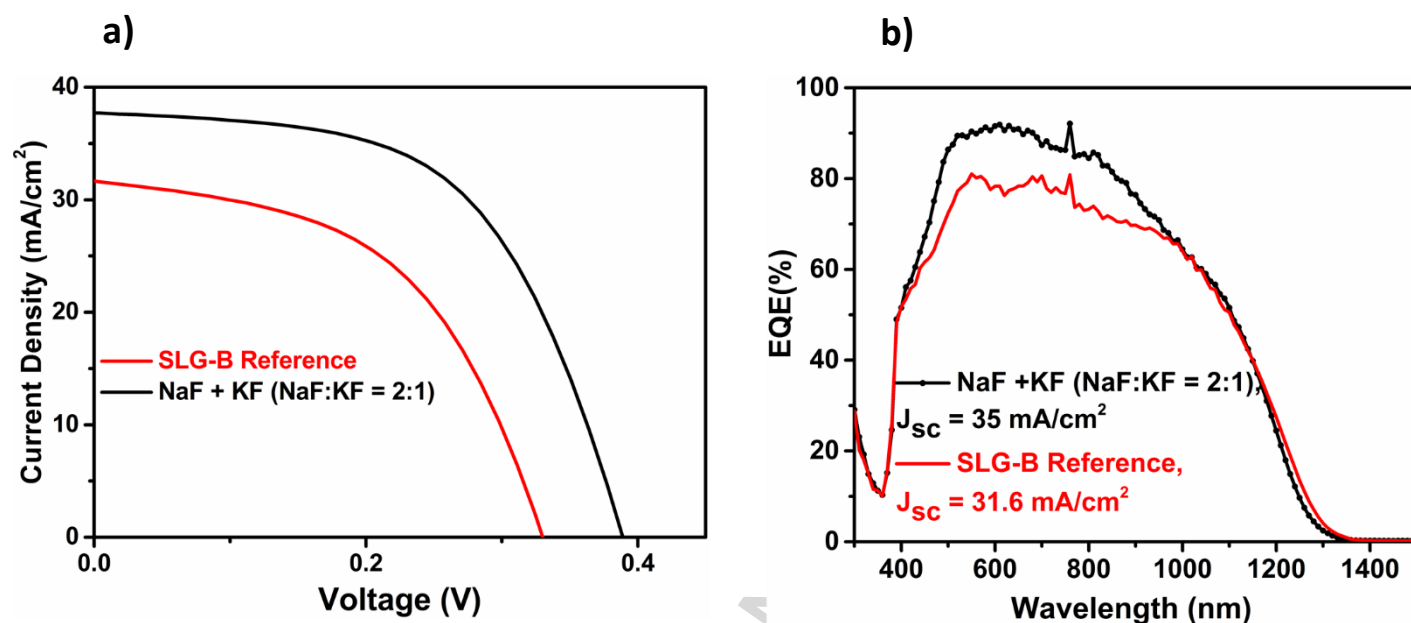 a)
40
30
20
10
0
Current Density (mA/cm²)
SLG-B Reference
NaF + KF (NaF:KF = 2:1)
0.0
0.2
0.4
Voltage (V)
b)
100
80
60
40
20
0
EQE(%)
NaF +KF (NaF:KF = 2:1),
JSC = 35 mA/cm²
SLG-B Reference,
JSC = 31.6 mA/cm²
400
600
800
1000
1200
1400
Wavelength (nm)